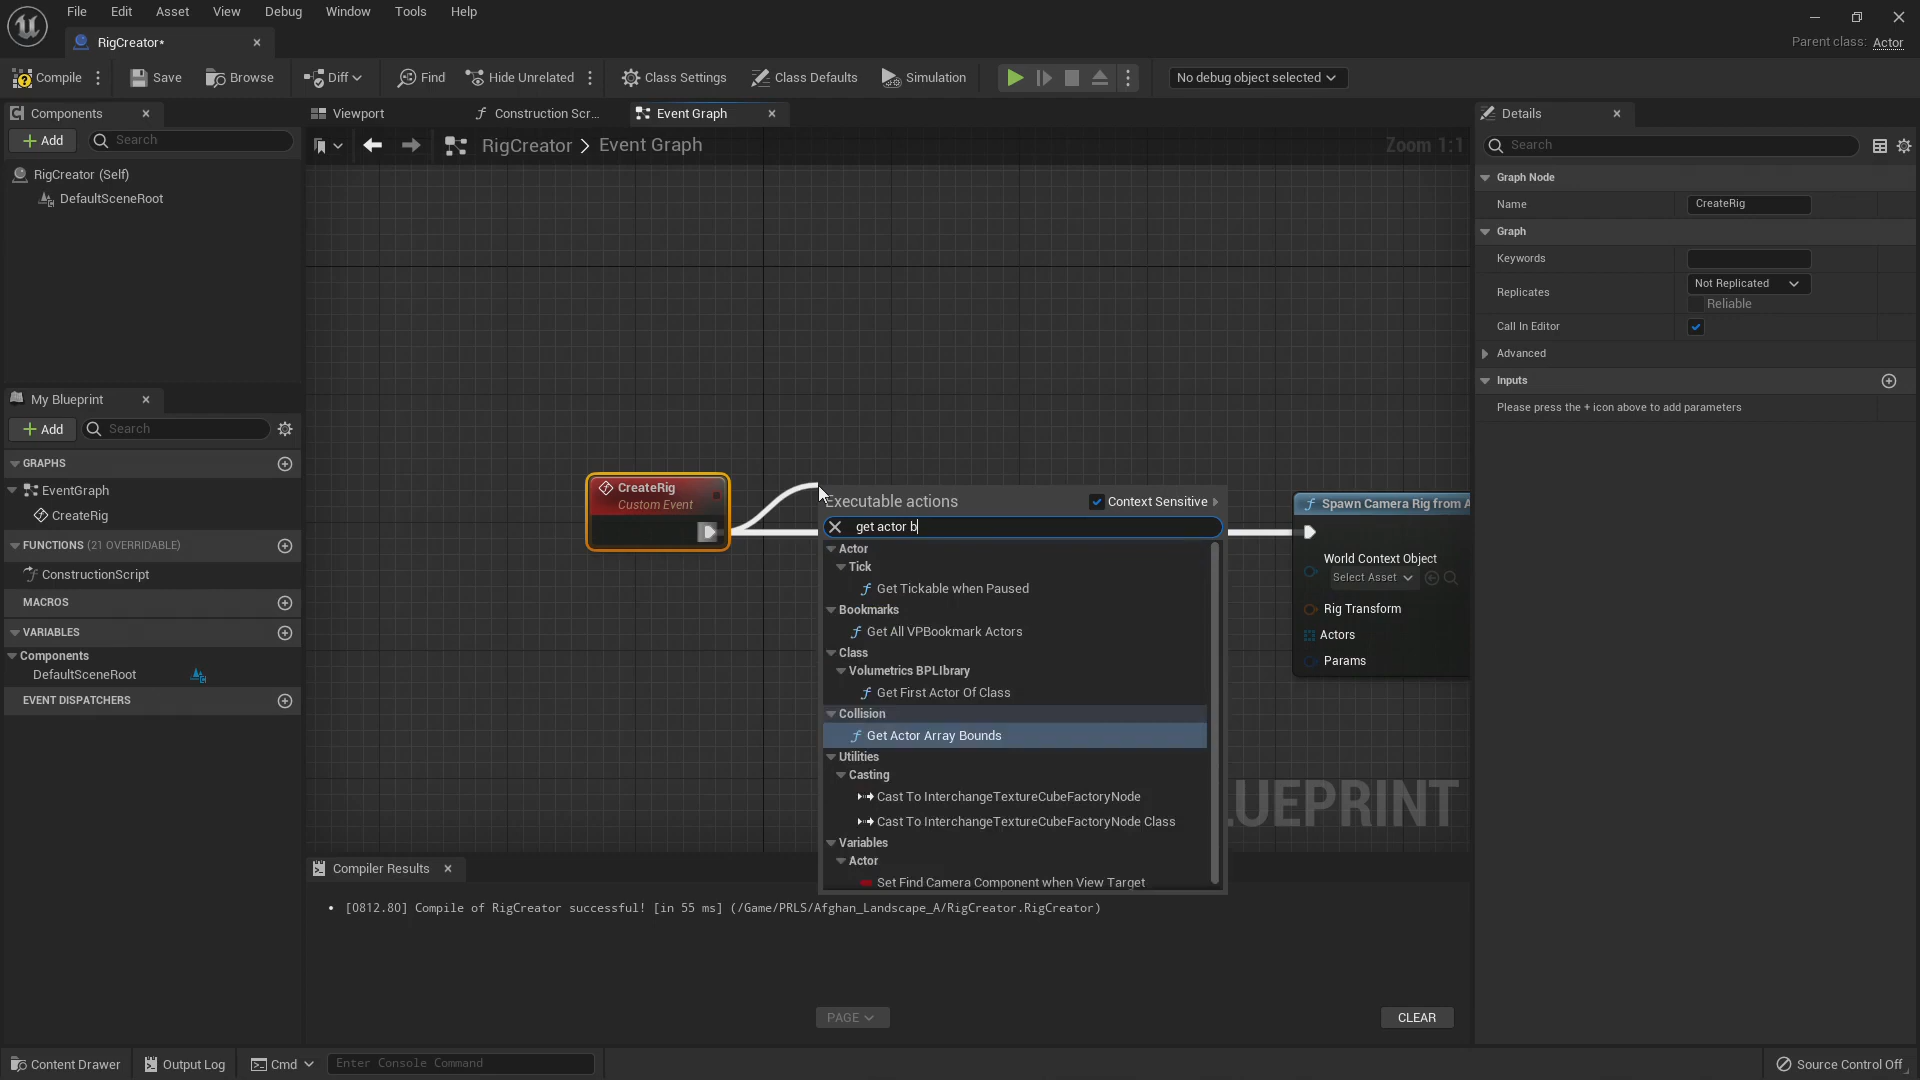 File Edit Asset View Debug Window Tools Help
RigCreator*
Parent class: Actor
Compile Save Browse Diff Find Hide Unrelated Class Settings Class Defaults Simulation No debug object selected
Components
Viewport Construction Scr... Event Graph
Details
Add Search
RigCreator > Event Graph
Zoom 1:1
Search
RigCreator (Self)
DefaultSceneRoot
Graph Node
Name CreateRig
Graph
Keywords
Replicates Not Replicated
Reliable
Call In Editor
Advanced
Inputs
Please press the + icon above to add parameters
My Blueprint
Add Search
GRAPHS
EventGraph
CreateRig
FUNCTIONS (21 OVERRIDABLE)
ConstructionScript
MACROS
VARIABLES
Components
DefaultSceneRoot
EVENT DISPATCHERS
CreateRig
Custom Event
Executable actions Context Sensitive
get actor b
Actor
Tick
Get Tickable when Paused
Bookmarks
Get All VPBookmark Actors
Class
Volumetrics BPLIbrary
Get First Actor Of Class
Collision
Get Actor Array Bounds
Utilities
Casting
Cast To InterchangeTextureCubeFactoryNode
Cast To InterchangeTextureCubeFactoryNode Class
Variables
Actor
Set Find Camera Component when View Target
Spawn Camera Rig from A
World Context Object
Select Asset
Rig Transform
Actors
Params
UEPRINT
Compiler Results
[0812.80] Compile of RigCreator successful! [in 55 ms] (/Game/PRLS/Afghan_Landscape_A/RigCreator.RigCreator)
PAGE
CLEAR
Content Drawer Output Log Cmd Enter Console Command
Source Control Off